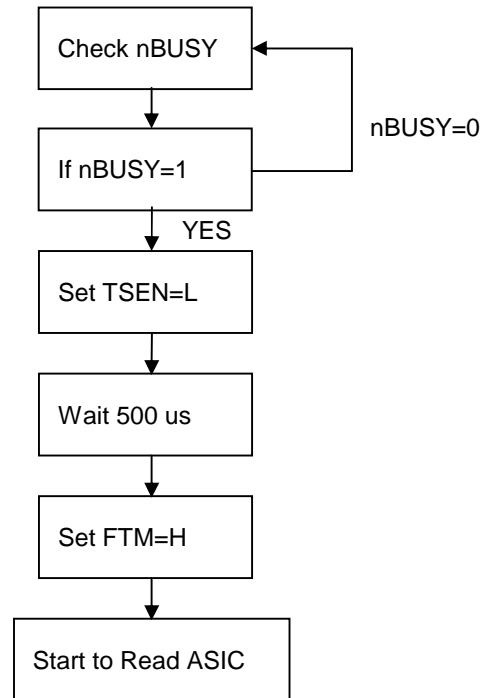 Check nBUSY
nBUSY=0
If nBUSY=1
YES
Set TSEN=L
Wait 500 us
Set FTM=H
Start to Read ASIC